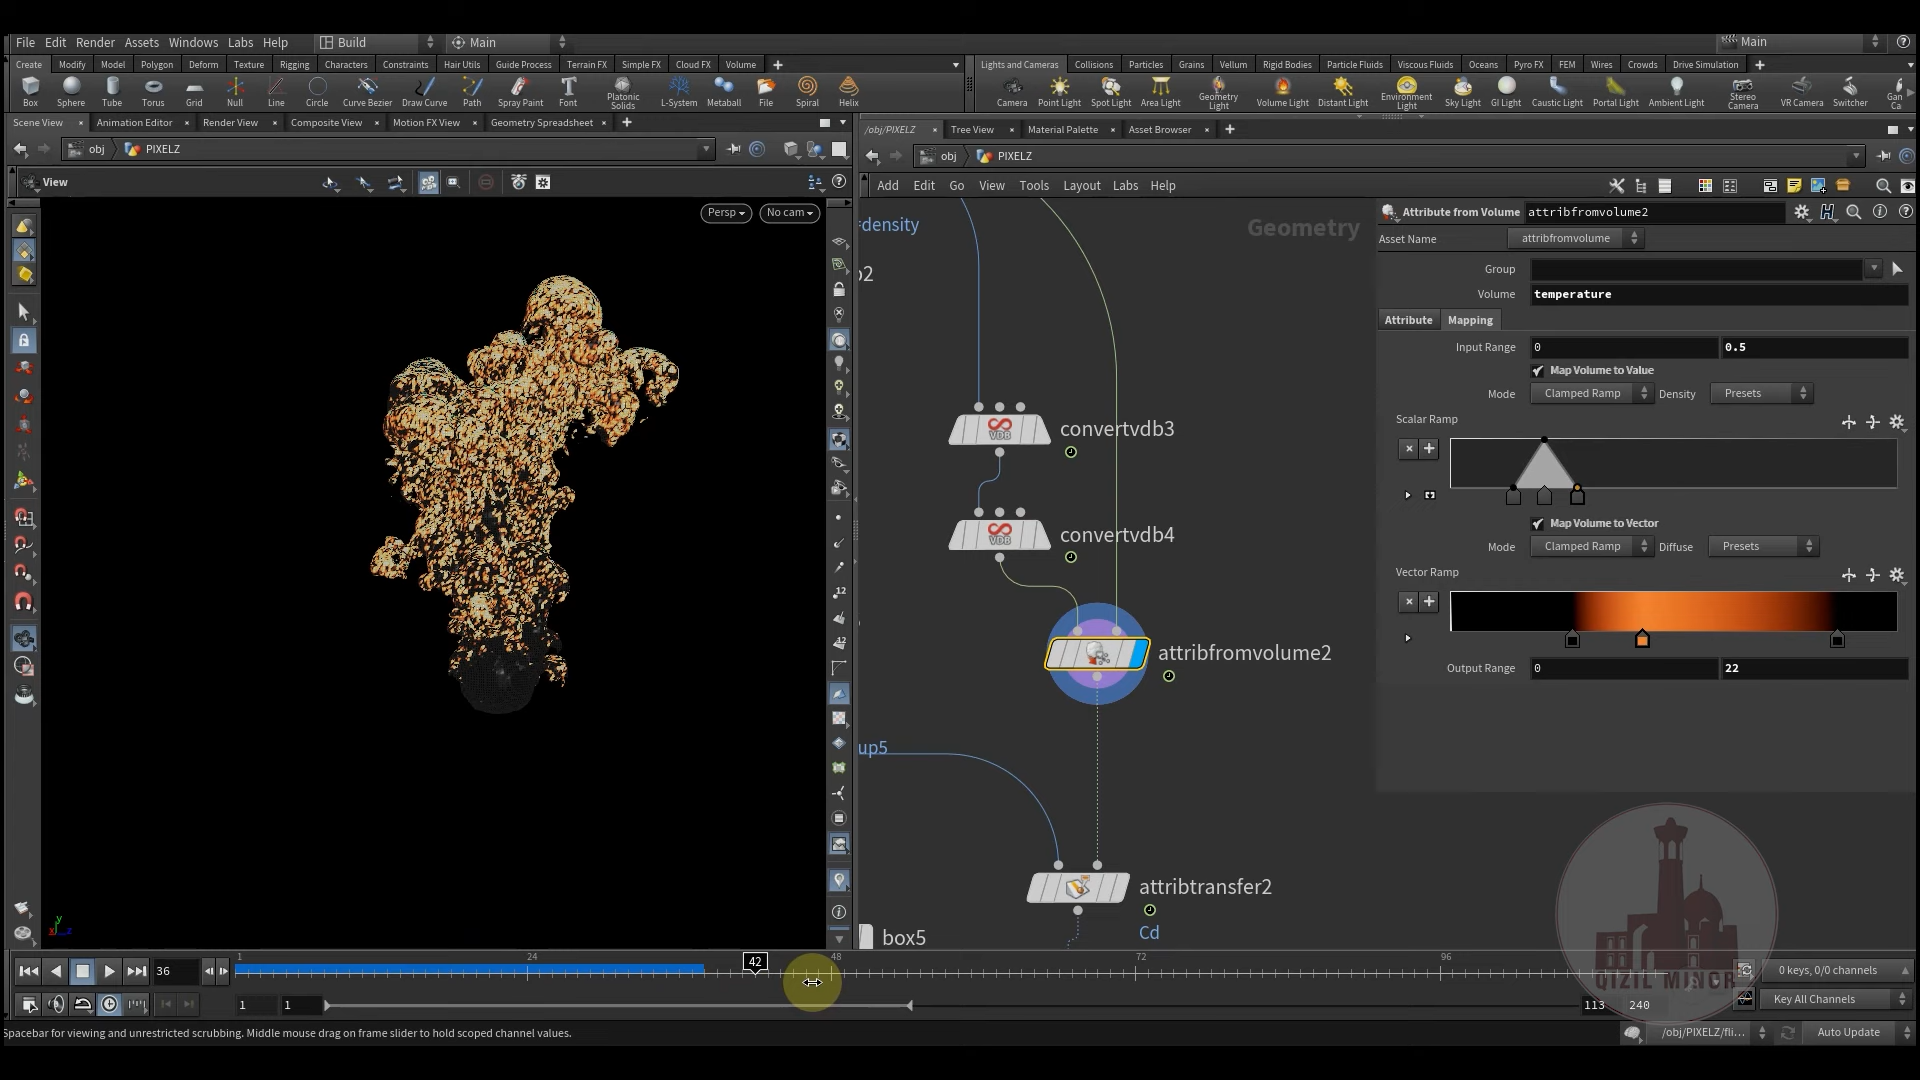 File Edit Render Assets Windows Labs Help Build Main Main
Create Modify Model Polygon Deform Texture Rigging Characters Constraints Hair Utils Guide Process Terrain FX Simple FX Cloud FX Volume
Lights and Cameras Collisions Particles Grains Vellum Rigid Bodies Particle Fluids Viscous Fluids Oceans Pyro FX FEM Wires Crowds Drive Simulation
Box Sphere Tube Torus Grid Null Line Circle Curve Bezier Draw Curve Path Spray Paint Font Platonic Solids L-System Metaball File Spiral Helix
Camera Point Light Spot Light Area Light Geometry Light Volume Light Distant Light Environment Light Sky Light GI Light Caustic Light Portal Light Ambient Light Stereo Camera VR Camera Switcher Gan Ca
Scene View Animation Editor Render View Composite View Motion FX View Geometry Spreadsheet
/obj/PIXELZ Tree View Material Palette Asset Browser
obj PIXELZ
obj PIXELZ
View
Add Edit Go View Tools Layout Labs Help
Persp No cam
density
Geometry
convertvdb3
convertvdb4
attribfromvolume2
up5
attribtransfer2
Cd
box5
Attribute from Volume attribfromvolume2
Asset Name attribfromvolume
Group
Volume temperature
Attribute Mapping
Input Range 0 0.5
Map Volume to Value
Mode Clamped Ramp Density Presets
Scalar Ramp
Map Volume to Vector
Mode Clamped Ramp Diffuse Presets
Vector Ramp
Output Range 0 22
QIZIL MINOR
36 1 24 42 48 72 96
0 keys, 0/0 channels
1 1 113 240
Key All Channels
Spacebar for viewing and unrestricted scrubbing. Middle mouse drag on frame slider to hold scoped channel values.
/obj/PIXELZ/fli... Auto Update